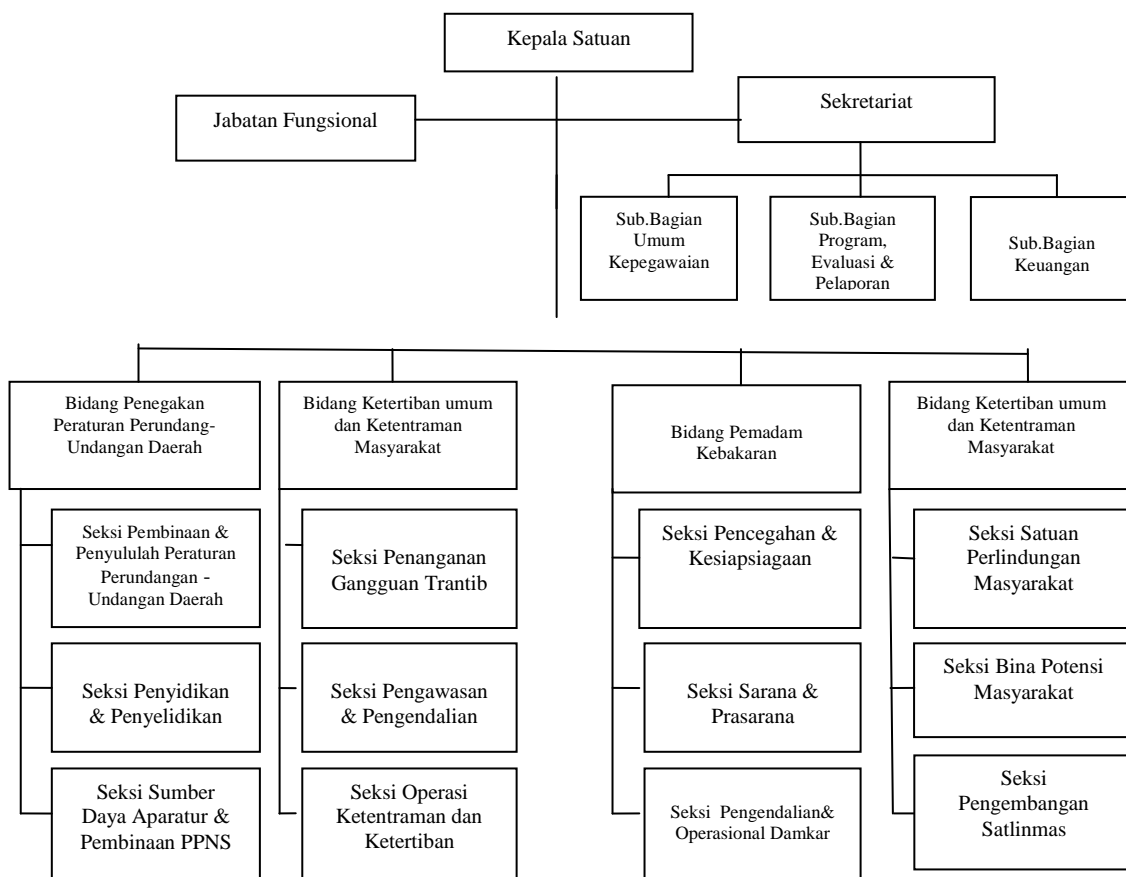 Kepala Satuan
Jabatan Fungsional
Sekretariat
Sub.Bagian
Umum
Kepegawaian
Sub.Bagian
Program,
Evaluasi &
Pelaporan
Sub.Bagian
Keuangan
Bidang Penegakan
Peraturan Perundang-
Undangan Daerah
Bidang Ketertiban umum
dan Ketentraman
Masyarakat
Bidang Pemadam
Kebakaran
Bidang Ketertiban umum
dan Ketentraman
Masyarakat
Seksi Pembinaan &
Penyululah Peraturan
Perundangan -
Undangan Daerah
Seksi Penanganan
Gangguan Trantib
Seksi Pencegahan &
Kesiapsiagaan
Seksi Satuan
Perlindungan
Masyarakat
Seksi Penyidikan
& Penyelidikan
Seksi Pengawasan
& Pengendalian
Seksi Sarana &
Prasarana
Seksi Bina Potensi
Masyarakat
Seksi Sumber
Daya Aparatur &
Pembinaan PPNS
Seksi Operasi
Ketentraman dan
Ketertiban
Seksi Pengendalian&
Operasional Damkar
Seksi
Pengembangan
Satlinmas